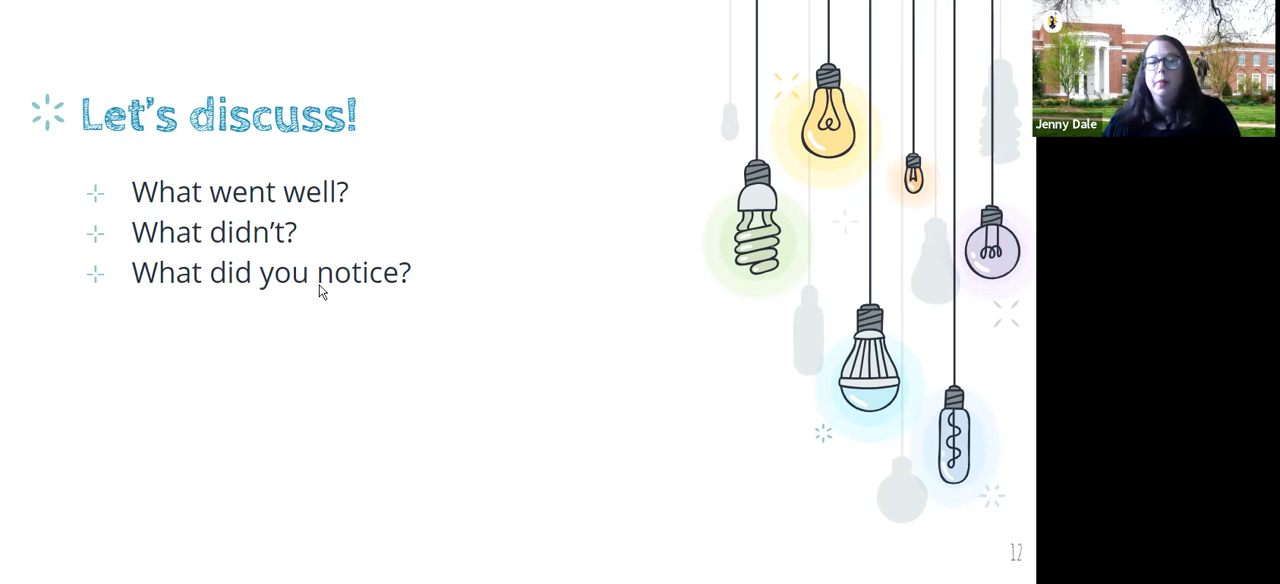 Let's discuss!
What went well?
What didn't?
What did you notice?
Jenny Dale
12